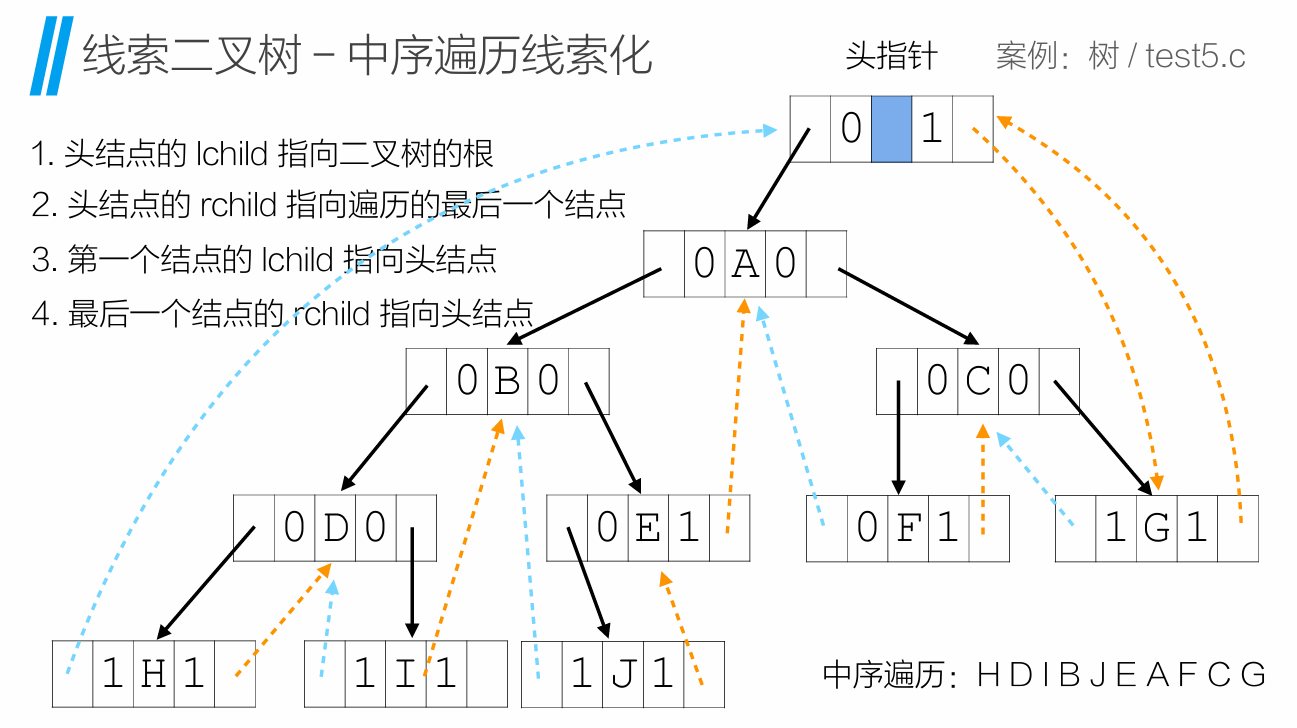 线索二叉树 – 中序遍历线索化
头指针
案例：树 / test5.c
0 1
1. 头结点的 lchild 指向二叉树的根
2. 头结点的 rchild 指向遍历的最后一个结点
3. 第一个结点的 lchild 指向头结点
4. 最后一个结点的 rchild 指向头结点
0 A 0
0 B 0
0 C 0
0 D 0
0 E 1
0 F 1
1 G 1
1 H 1
1 I 1
1 J 1
中序遍历：H D I B J E A F C G